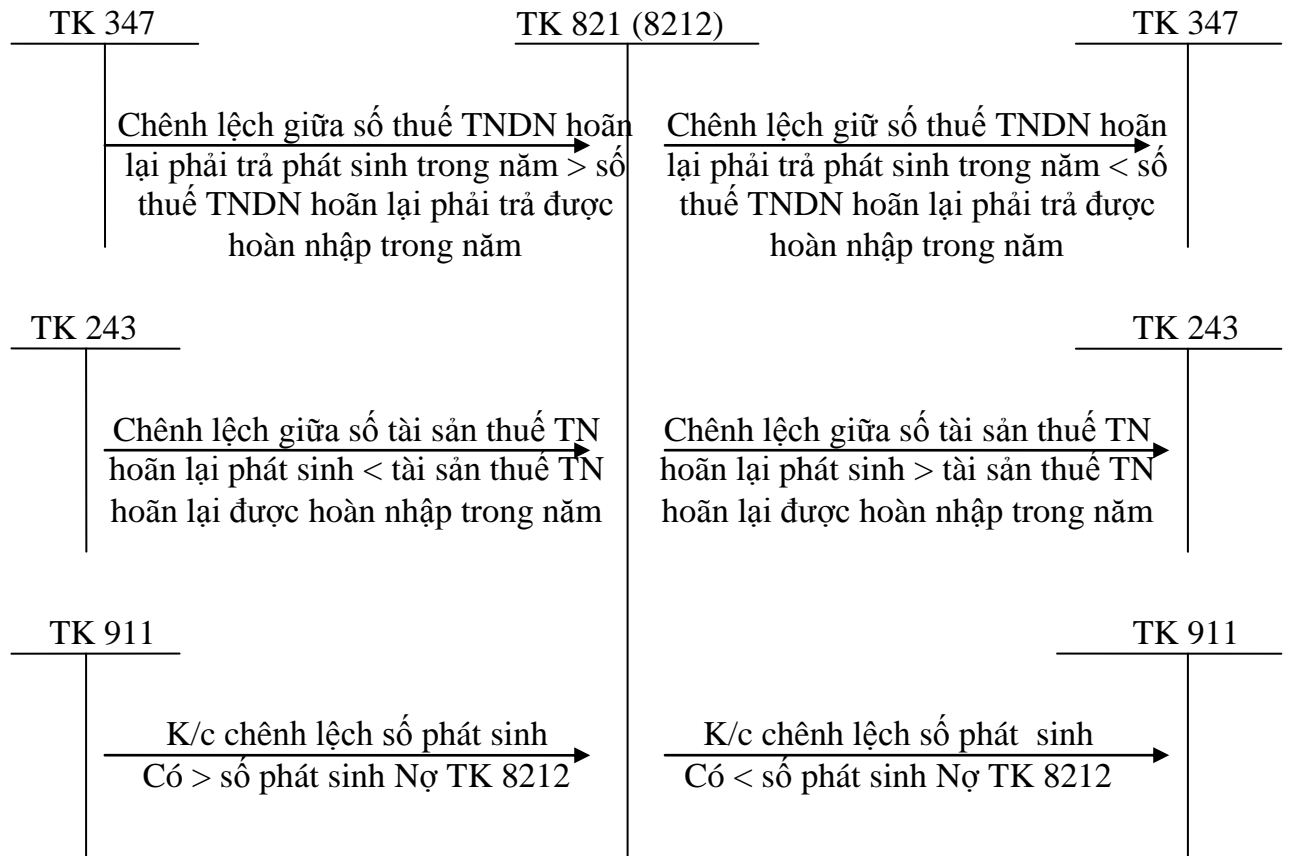 TK 347
TK 821 (8212)
TK 347
Chênh lệch giữa số thuế TNDN hoãn
lại phải trả phát sinh trong năm > số
thuế TNDN hoãn lại phải trả được
hoàn nhập trong năm
Chênh lệch giữ số thuế TNDN hoãn
lại phải trả phát sinh trong năm < số
thuế TNDN hoãn lại phải trả được
hoàn nhập trong năm
TK 243
TK 243
Chênh lệch giữa số tài sản thuế TN
hoãn lại phát sinh < tài sản thuế TN
hoãn lại được hoàn nhập trong năm
Chênh lệch giữa số tài sản thuế TN
hoãn lại phát sinh > tài sản thuế TN
hoãn lại được hoàn nhập trong năm
TK 911
TK 911
K/c chênh lệch số phát sinh
Có > số phát sinh Nợ TK 8212
K/c chênh lệch số phát sinh
Có < số phát sinh Nợ TK 8212